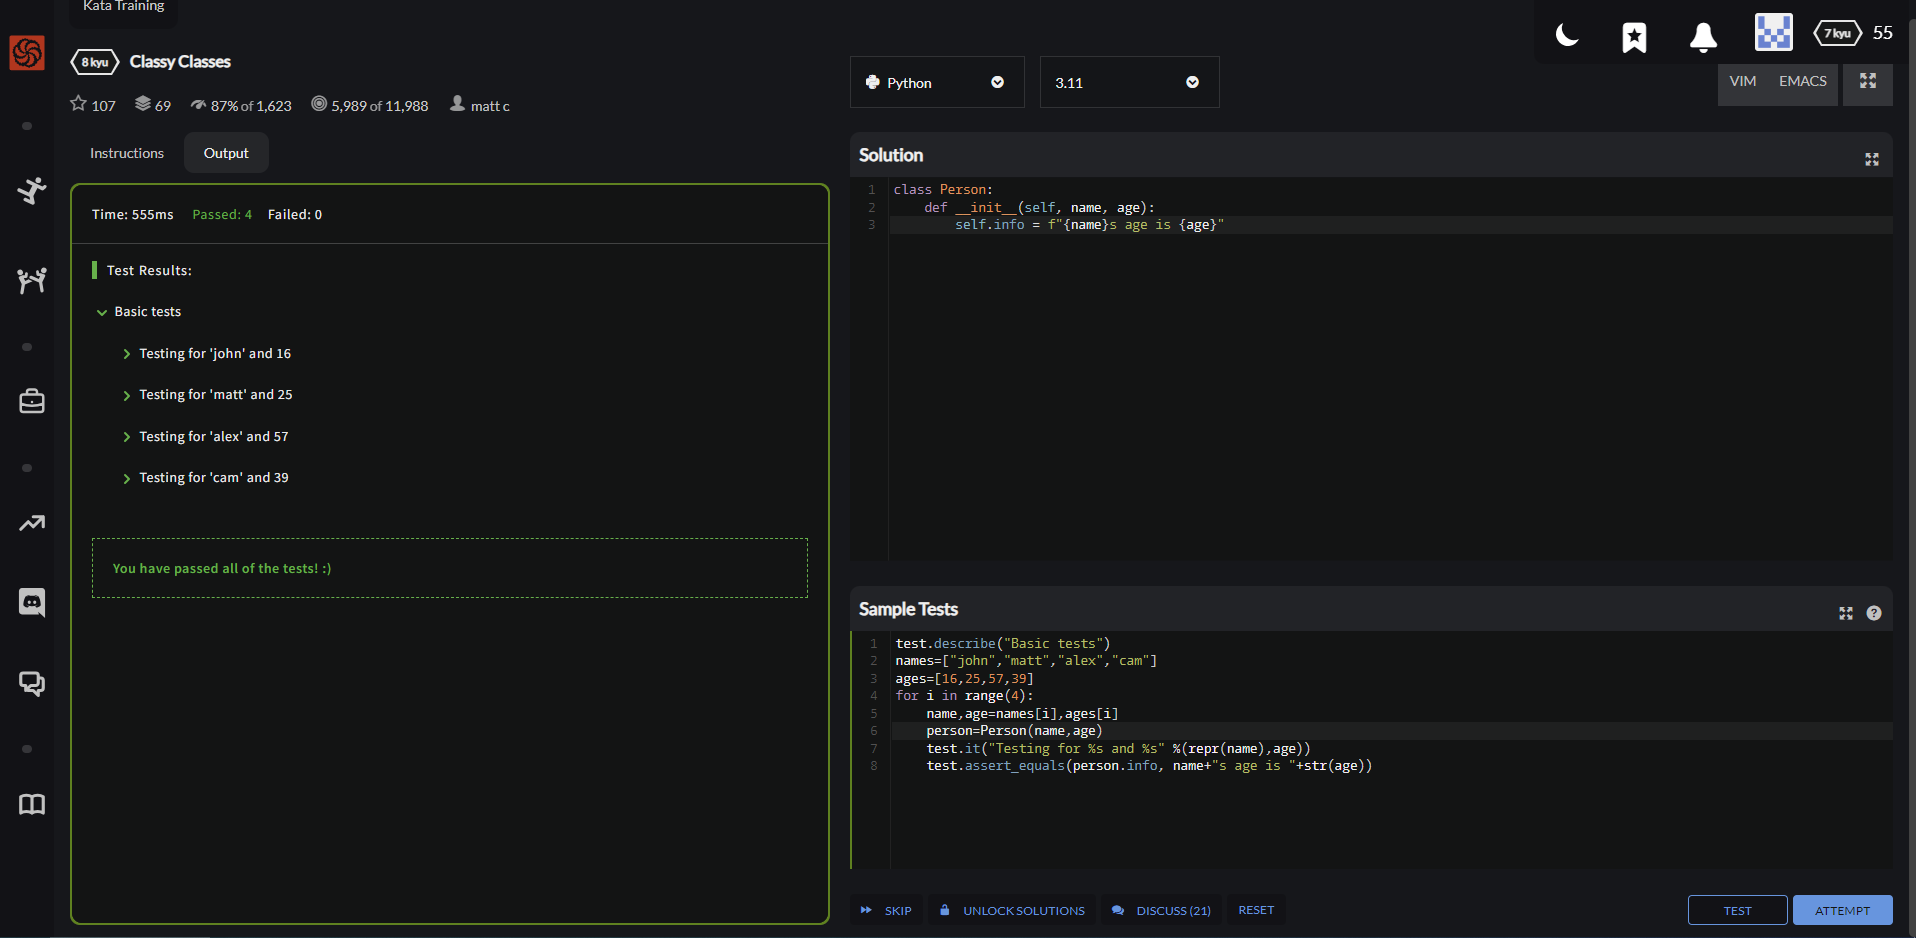 Kata Training
7 kyu 55
8 kyu Classy Classes
107 69 87% of 1,623 5,989 of 11,988 matt c
Python
3.11
VIM EMACS
Instructions Output
Time: 555ms Passed: 4 Failed: 0
Test Results:
Basic tests
Testing for 'john' and 16
Testing for 'matt' and 25
Testing for 'alex' and 57
Testing for 'cam' and 39
You have passed all of the tests! :)
Solution
1 class Person:
2 def __init__(self, name, age):
3 self.info = f"{name}s age is {age}"
Sample Tests
?
1 test.describe("Basic tests")
2 names=["john","matt","alex","cam"]
3 ages=[16,25,57,39]
4 for i in range(4):
5 name,age=names[i],ages[i]
6 person=Person(name,age)
7 test.it("Testing for %s and %s" %(repr(name),age))
8 test.assert_equals(person.info, name+"s age is "+str(age))
SKIP UNLOCK SOLUTIONS DISCUSS (21) RESET
TEST ATTEMPT